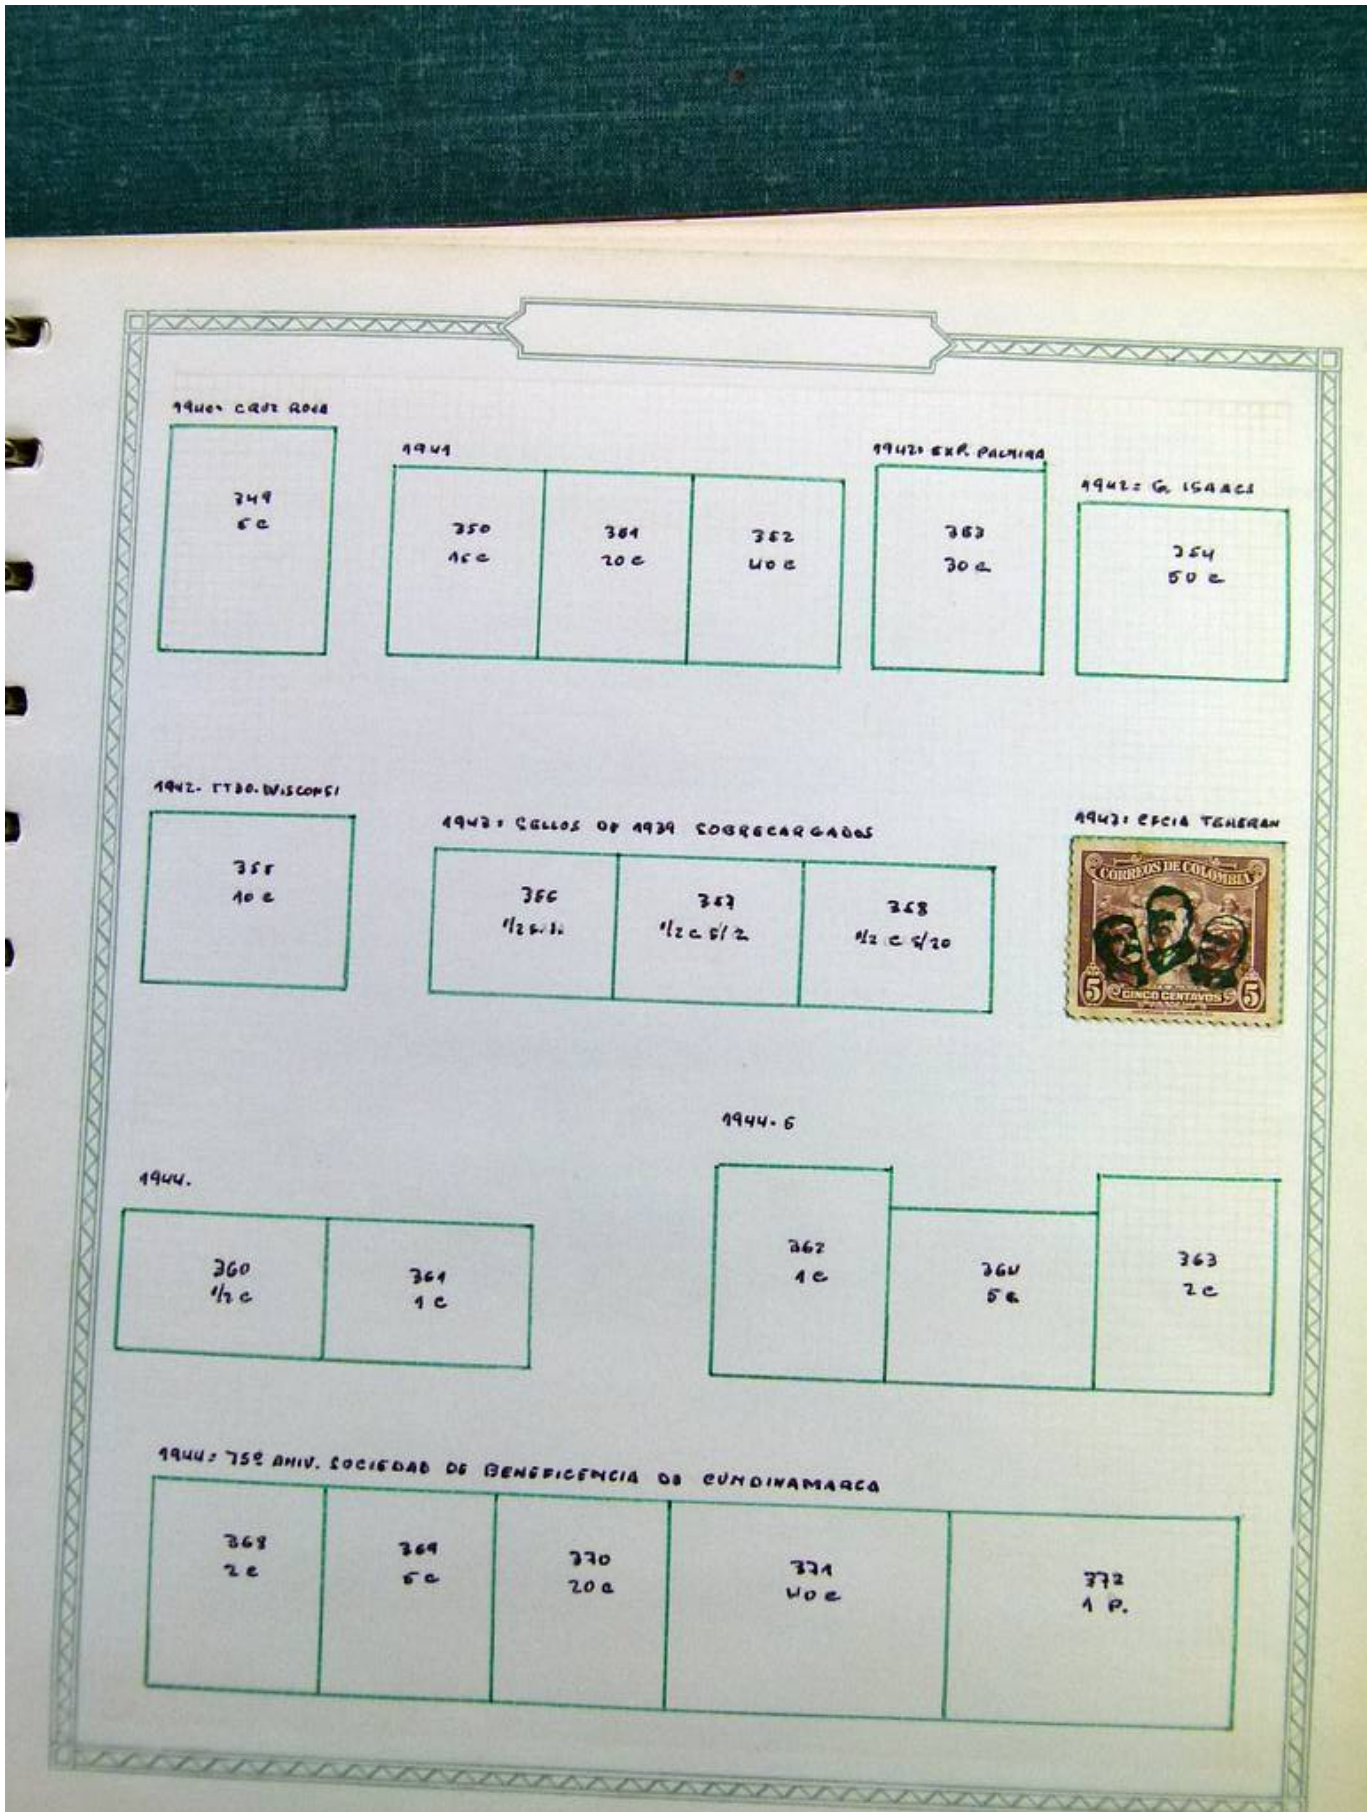 1940: CRUZ ROJA
349
5 C
1941
350
15 C
351
20 C
352
40 C
1942: EXP. PALMIRA
353
30 C
1942: G. ISAACS
354
50 C
1942. TTDO. WISCONSI
355
10 C
1943: SELLOS DE 1939 SOBRECARGADOS
356
1/2 C
357
1/2 C S/2
358
1/2 C S/20
1943: CFCIA TEHERAN
CORREOS DE COLOMBIA
5 CINCO CENTAVOS 5
1944.
360
1/2 C
361
1 C
1944. 5
362
1 C
364
5 C
363
2 C
1944: 75º ANIV. SOCIEDAD DE BENEFICENCIA DE CUNDINAMARCA
368
2 C
369
5 C
370
20 C
371
40 C
372
1 P.